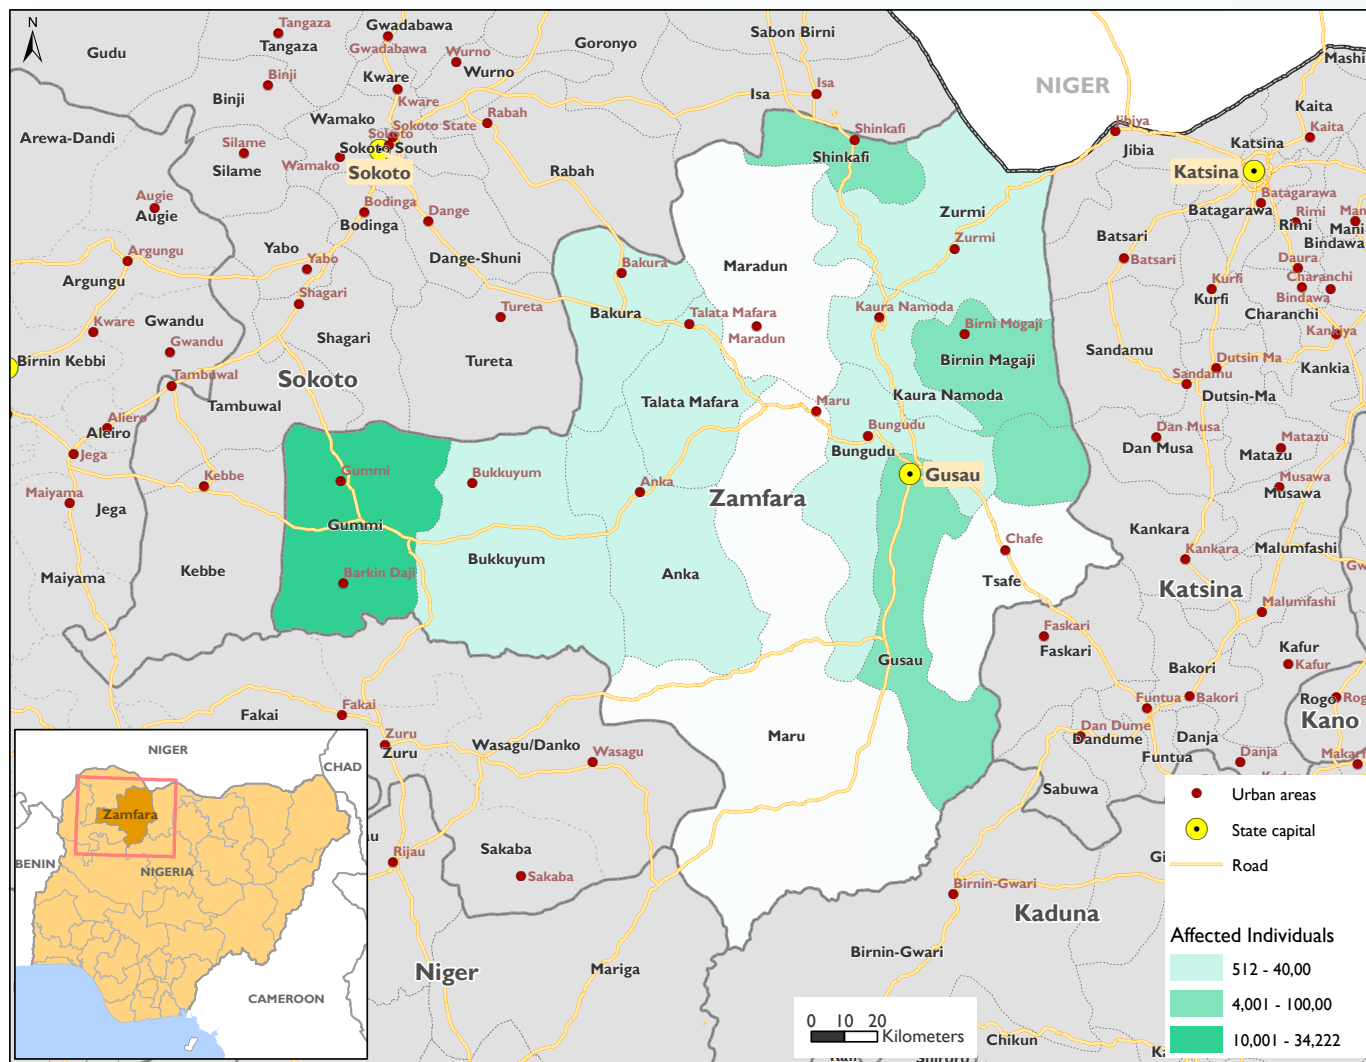 N
Tangaza
Tangaza
Gudu
Gwadabawa
Gwadabawa
Goronyo
Sabon Birni
Wurno
Wurno
Binji
Binji
Kware
Kware
Isa
Isa
NIGER
Mashi
Kaita
Kaita
Arewa-Dandi
Wamako
Rabah
Sokoto State
Sokoto
Sokoto South
Silame
Silame
Wamako
Sokoto
Rabah
Shinkafi
Shinkafi
Jibiya
Jibia
Katsina
Katsina
Batagarawa
Batagarawa
Augie
Augie
Bodinga
Bodinga
Dange
Dange-Shuni
Zurmi
Zurmi
Rimi
Rimi
Bindawa
Batsari
Batsari
Argungu
Argungu
Yabo
Yabo
Bakura
Bakura
Maradun
Maradun
Daura
Charanchi
Bindawa
Charanchi
Kurfi
Kurfi
Shagari
Shagari
Tureta
Tureta
Talata Mafara
Kaura Namoda
Birni Mogaji
Birnin Magaji
Kware
Gwandu
Gwandu
Kankiya
Kankia
Sandamu
Sandamu
Dutsin Ma
Dutsin-Ma
Birnin Kebbi
Sokoto
Tambuwal
Tambuwal
Talata Mafara
Kaura Namoda
Aliero
Aleiro
Maru
Bungudu
Bungudu
Dan Musa
Dan Musa
Matazu
Matazu
Jega
Jega
Kebbe
Gummi
Gummi
Bukkuyum
Anka
Gusau
Musawa
Musawa
Maiyama
Zamfara
Kankara
Kankara
Malumfashi
Chafe
Tsafe
Maiyama
Kebbe
Barkin Daji
Bukkuyum
Anka
Katsina
Malumfashi
Faskari
Faskari
Gusau
Kafur
Kafur
Bakori
Bakori
Rogo
Kano
Fakai
Fakai
Zuru
Zuru
Wasagu/Danko
Wasagu
Maru
Funtua
Funtua
Dan Dume
Dandume
Danja
Danja
Sabuwa
Rijau
Sakaba
Sakaba
Birnin-Gwari
Birnin-Gwari
Kaduna
Niger
Mariga
Chikun
NIGER
CHAD
Zamfara
BENIN
NIGERIA
CAMEROON
0 10 20
Kilometers
Urban areas
State capital
Road
Affected Individuals
512 - 40,00
4,001 - 100,00
10,001 - 34,222